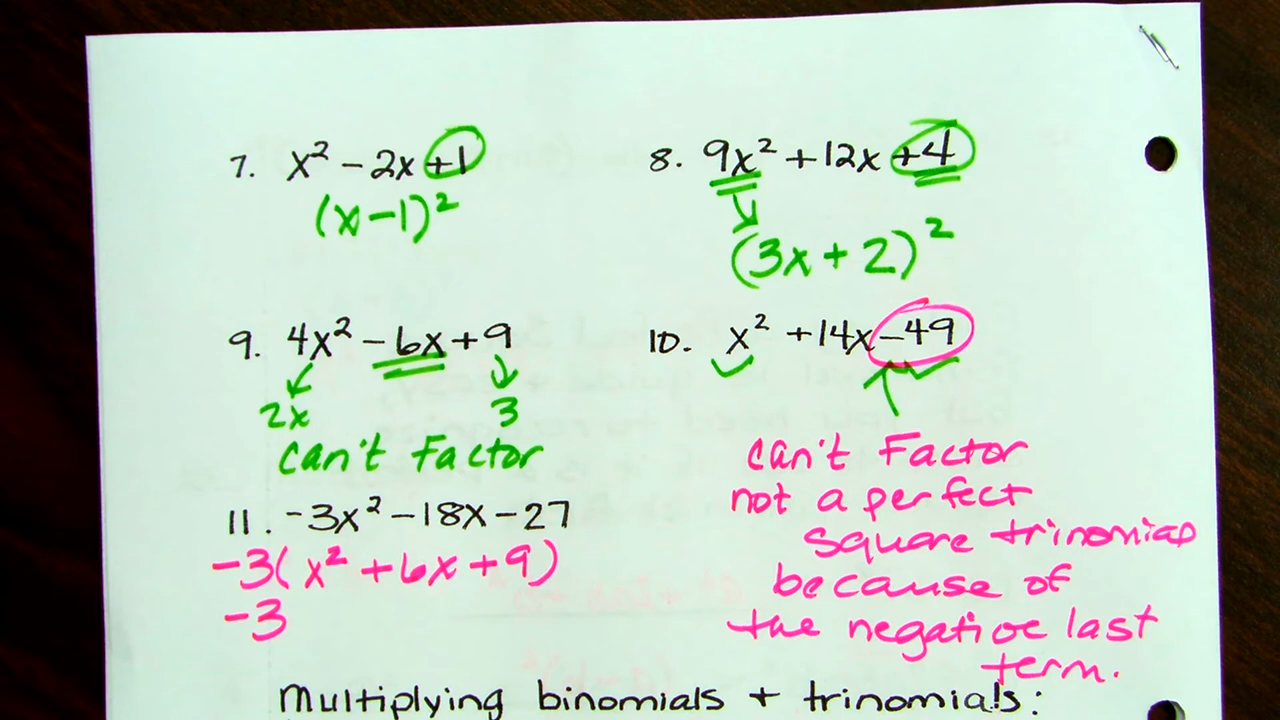 7. x² - 2x + 1
(x - 1)²
8. 9x² + 12x + 4
(3x + 2)²
9. 4x² - 6x + 9
2x 3
can't Factor
10. x² + 14x - 49
can't Factor
not a perfect
square trinomial
because of
the negative last
term.
11. -3x² - 18x - 27
-3(x² + 6x + 9)
-3
Multiplying binomials + trinomials: